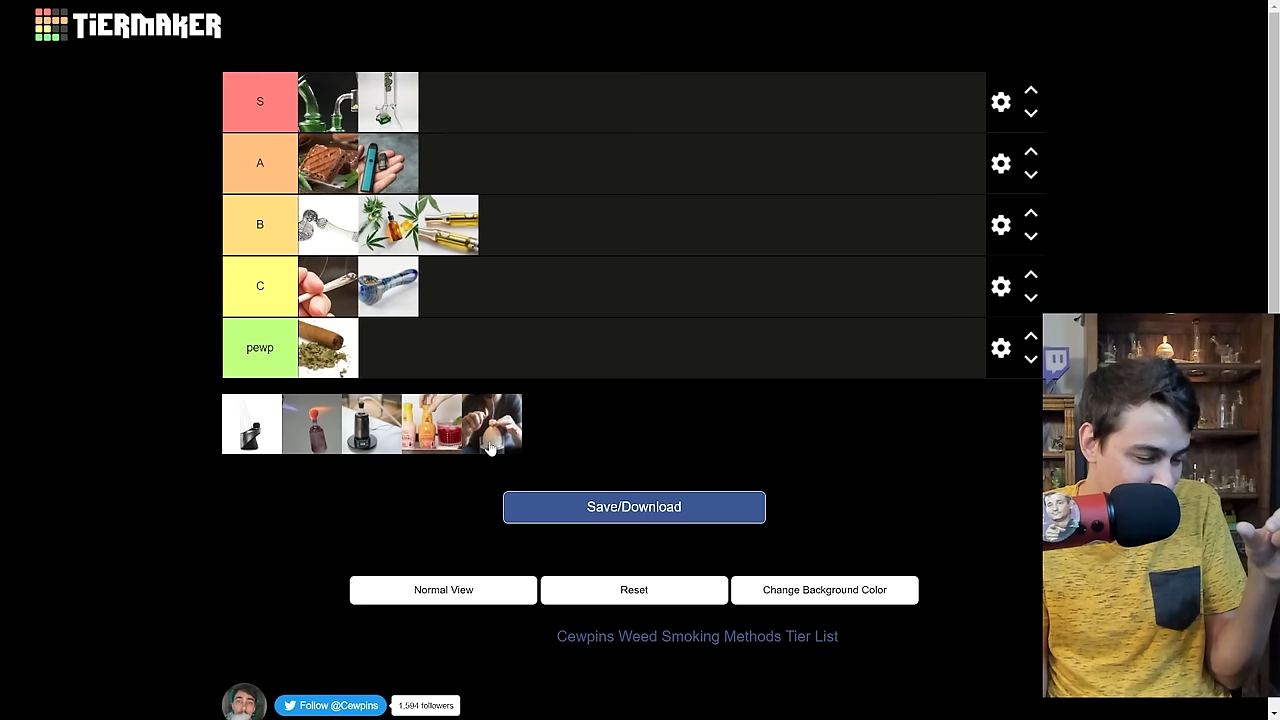 TiERMAKER
S
A
B
C
pewp
Save/Download
Normal View
Reset
Change Background Color
Cewpins Weed Smoking Methods Tier List
Follow @Cewpins
1,594 followers